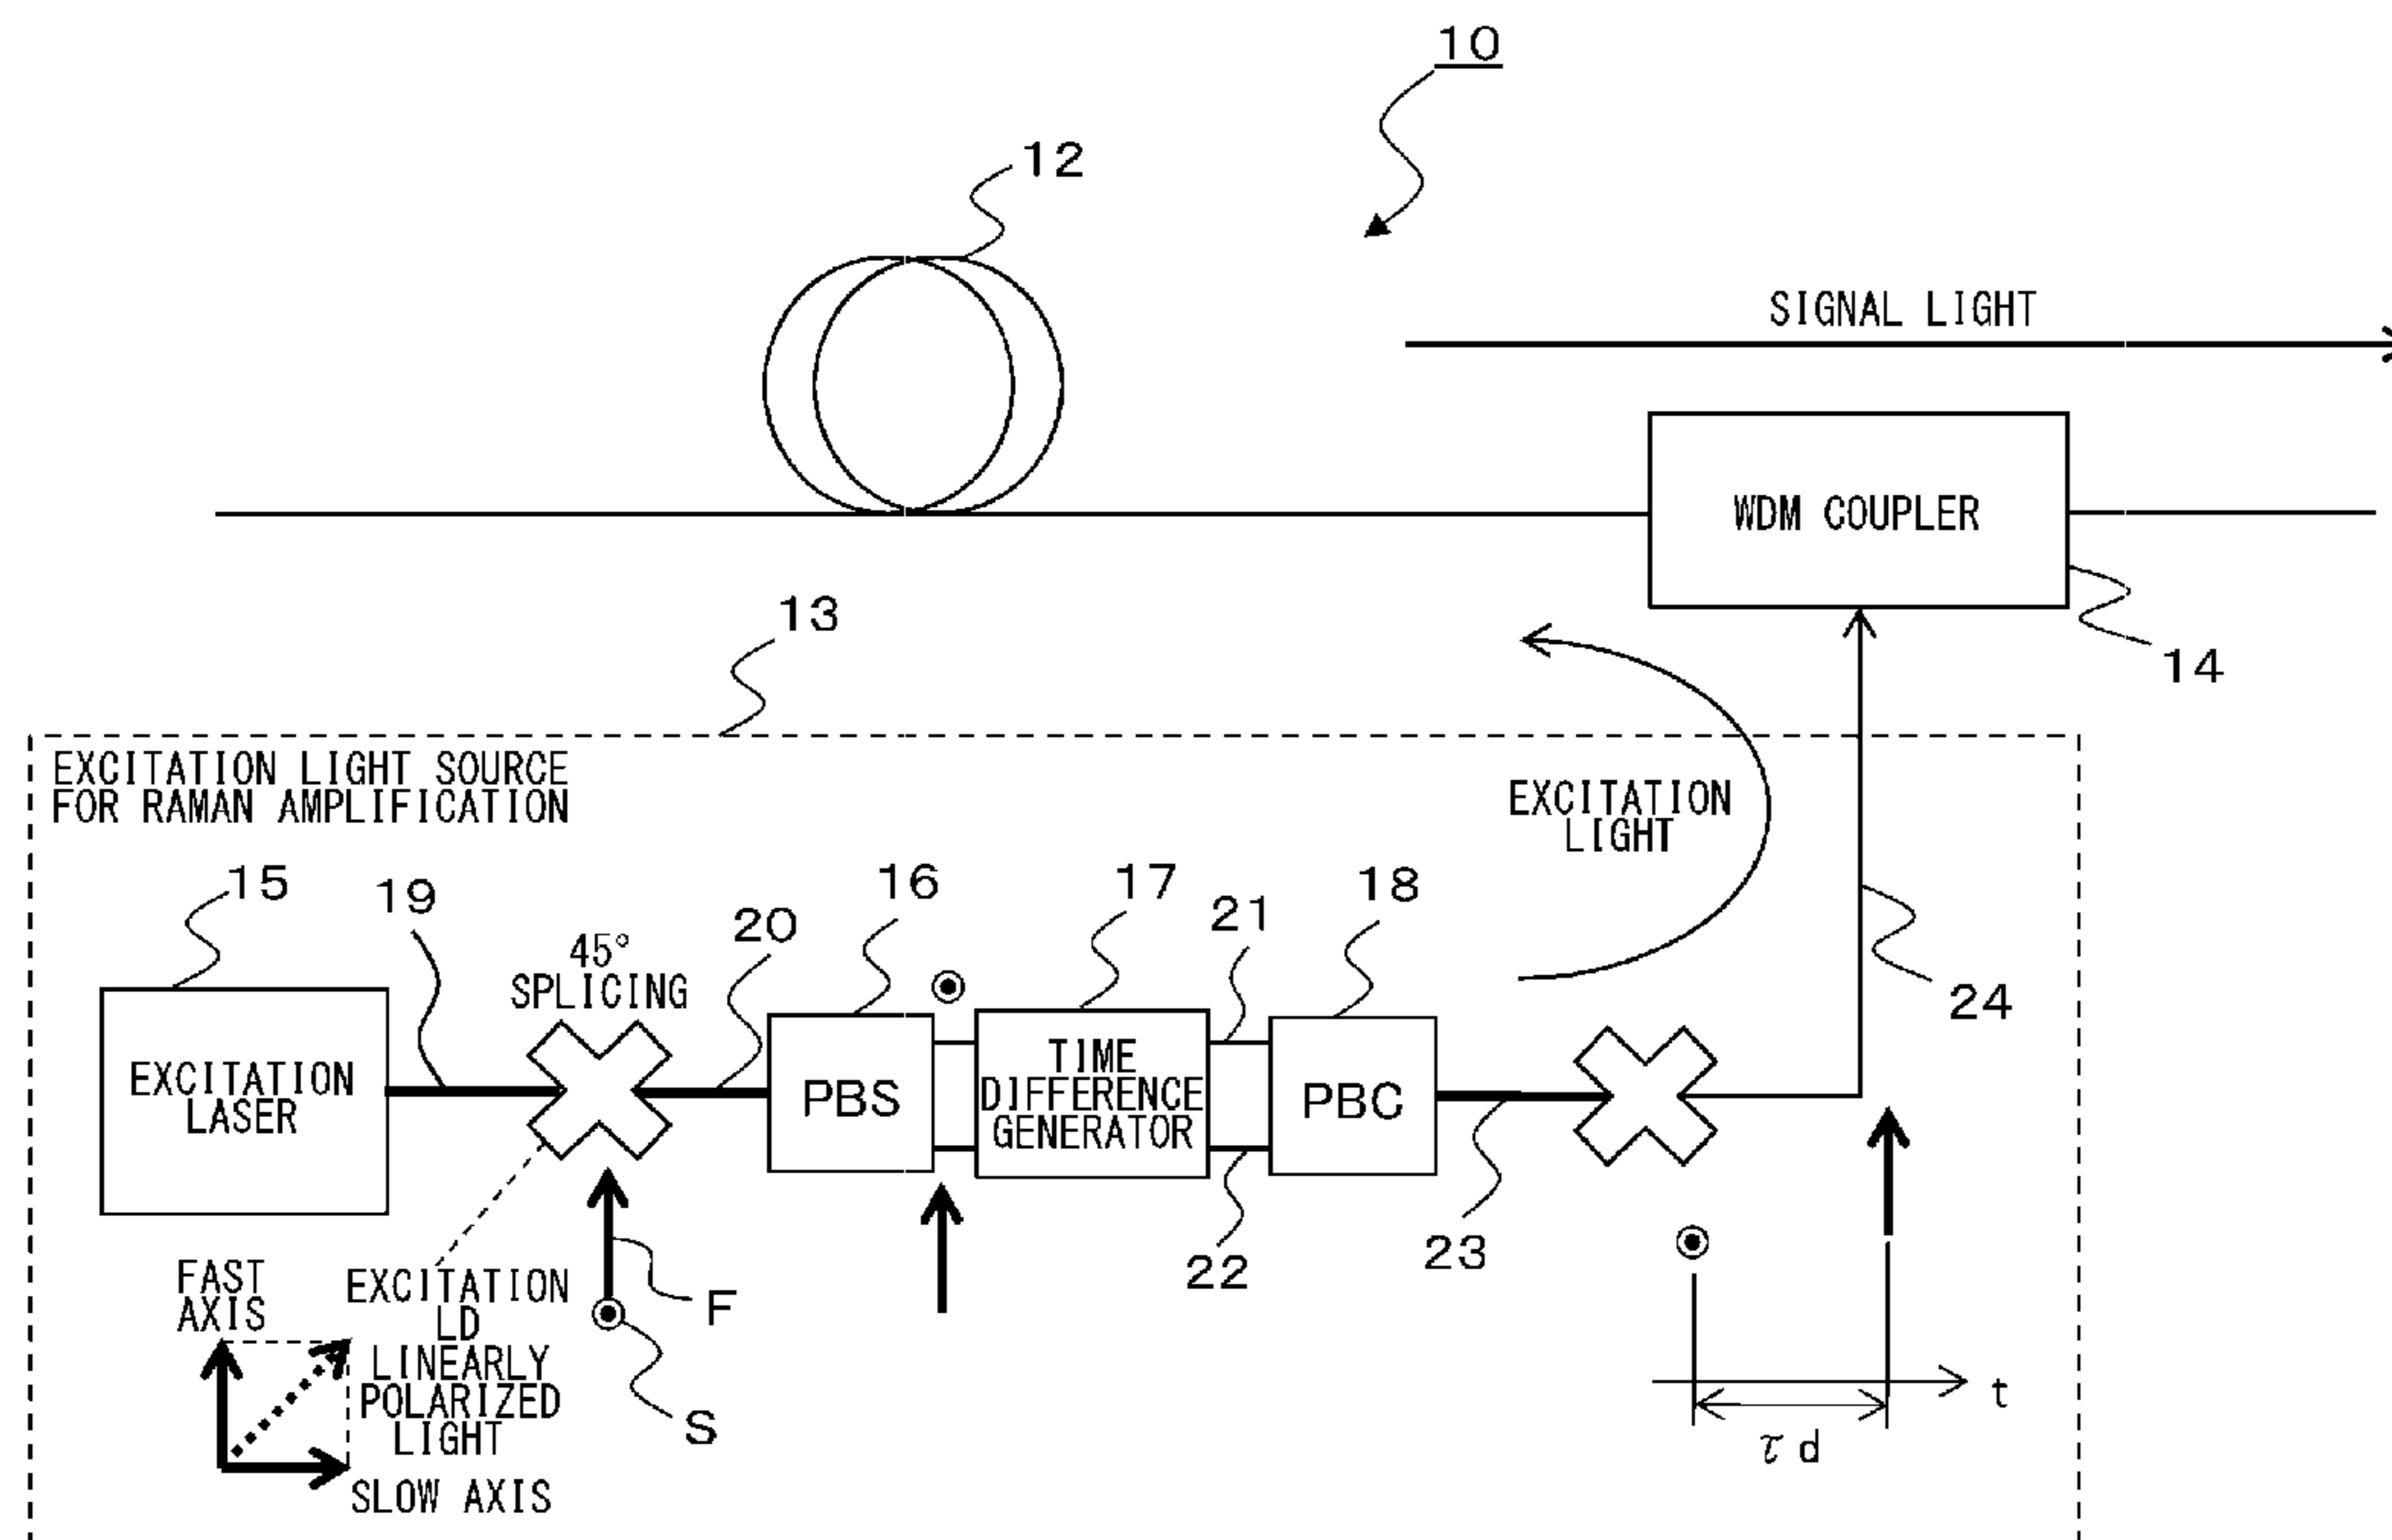 10
12
SIGNAL LIGHT
WDM COUPLER
13
14
EXCITATION LIGHT SOURCE
FOR RAMAN AMPLIFICATION
EXCITATION
LIGHT
15
19
45°
SPLICING
20
16
17
21
18
24
EXCITATION
LASER
PBS
TIME
DIFFERENCE
GENERATOR
PBC
22
23
FAST
AXIS
EXCITATION
LD
LINEARLY
POLARIZED
LIGHT
F
S
SLOW AXIS
t
τp